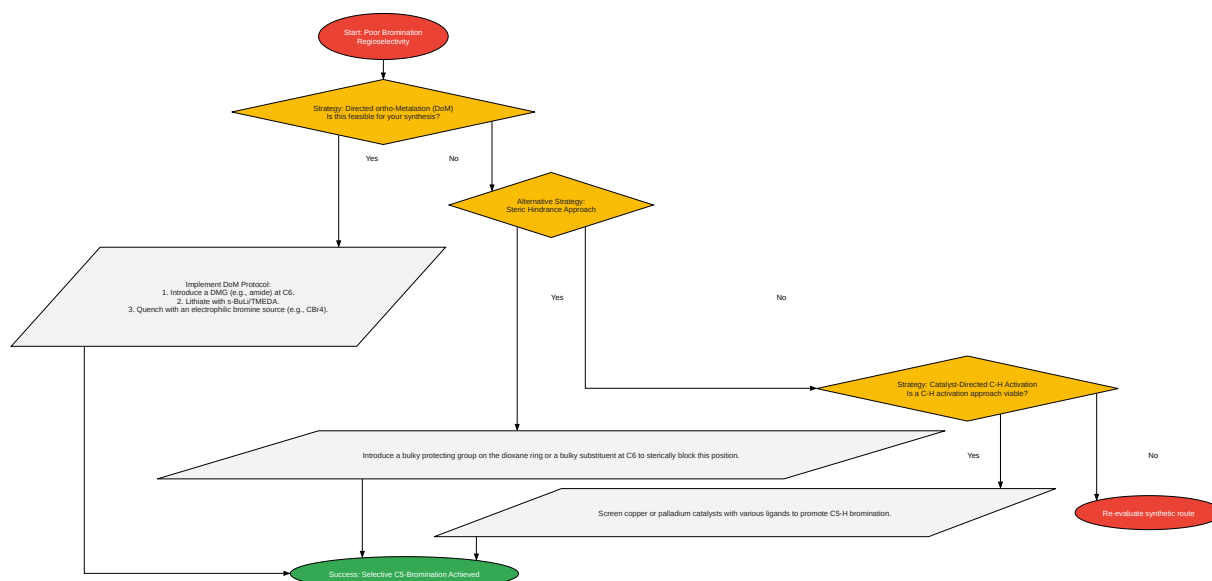 Start: Poor Bromination
Regioselectivity
Strategy: Directed ortho-Metalation (DoM)
Is this feasible for your synthesis?
Yes
No
Alternative Strategy:
Steric Hindrance Approach
Implement DoM Protocol:
1. Introduce a DMG (e.g., amide) at C6.
2. Lithiate with s-BuLi/TMEDA.
3. Quench with an electrophilic bromine source (e.g., CBr4).
Yes
No
Strategy: Catalyst-Directed C-H Activation
Is a C-H activation approach viable?
Introduce a bulky protecting group on the dioxane ring or a bulky substituent at C6 to sterically block this position.
Yes
No
Screen copper or palladium catalysts with various ligands to promote C5-H bromination.
Re-evaluate synthetic route
Success: Selective C5-Bromination Achieved